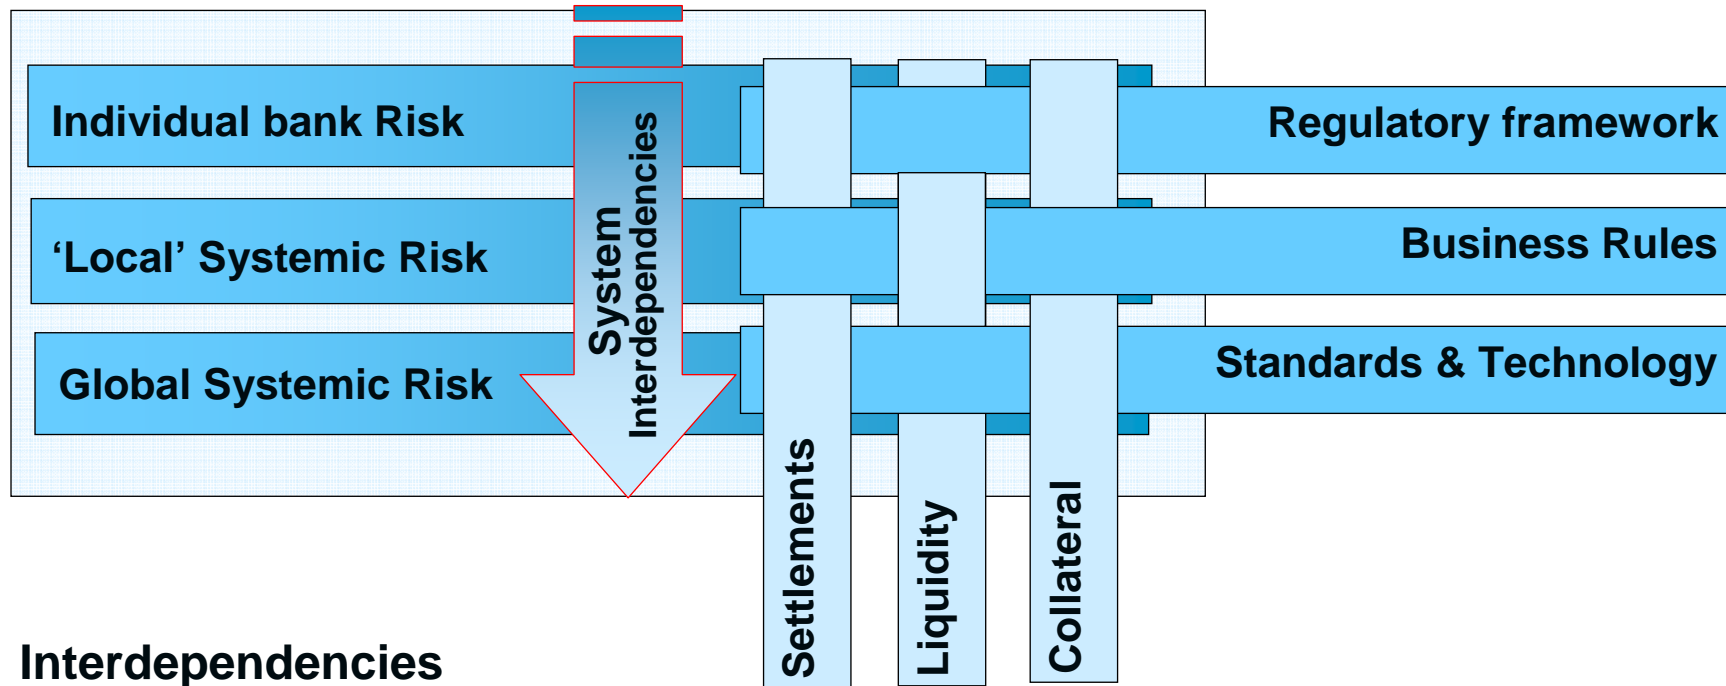 Individual bank Risk
Regulatory framework
‘Local’ Systemic Risk
Business Rules
Global Systemic Risk
Standards & Technology
System
Interdependencies
Settlements
Liquidity
Collateral
Interdependencies